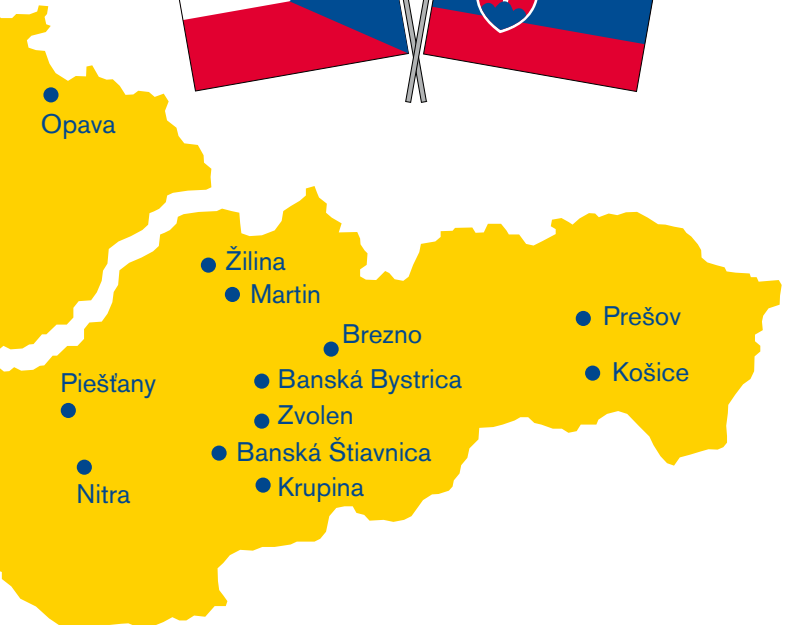 Opava
Žilina
Martin
Prešov
Brezno
Košice
Banská Bystrica
Piešťany
Zvolen
Banská Štiavnica
Krupina
Nitra